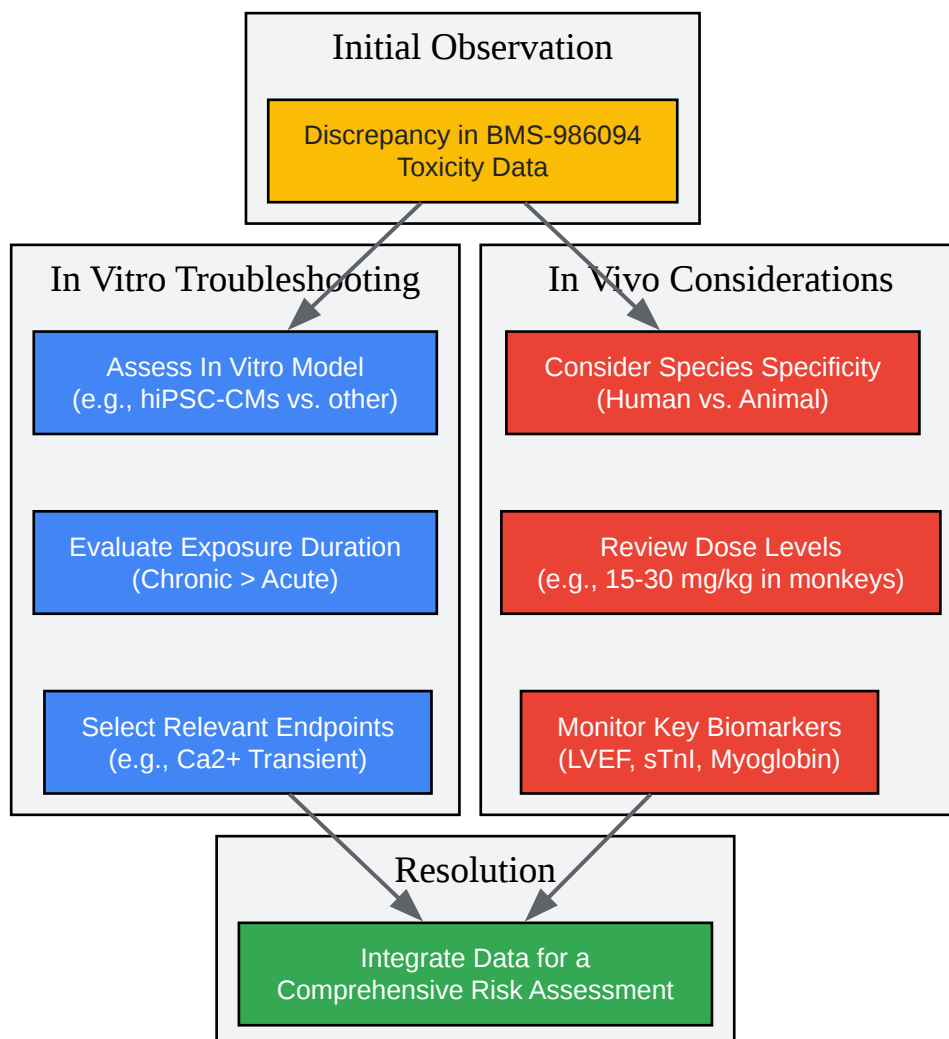 Initial Observation
Discrepancy in BMS-986094
Toxicity Data
In Vitro Troubleshooting
Assess In Vitro Model
(e.g., hiPSC-CMs vs. other)
Evaluate Exposure Duration
(Chronic > Acute)
Select Relevant Endpoints
(e.g., Ca2+ Transient)
In Vivo Considerations
Consider Species Specificity
(Human vs. Animal)
Review Dose Levels
(e.g., 15-30 mg/kg in monkeys)
Monitor Key Biomarkers
(LVEF, sTnI, Myoglobin)
Resolution
Integrate Data for a
Comprehensive Risk Assessment